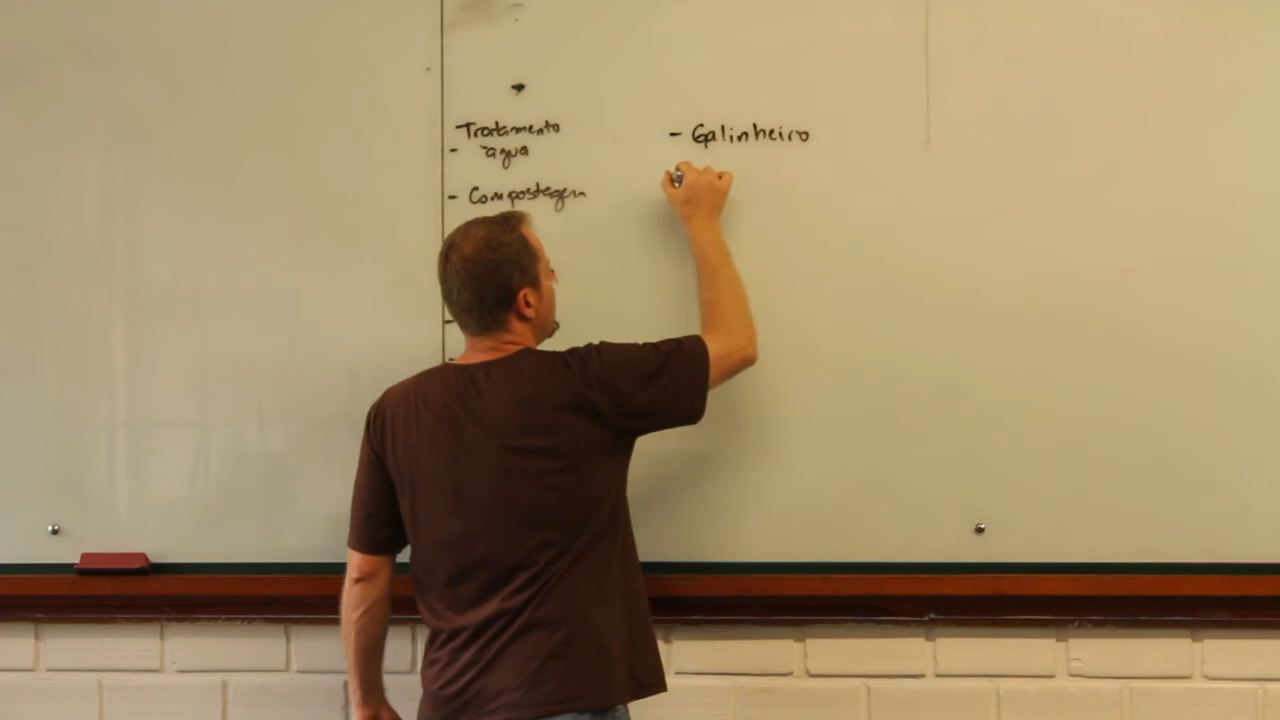 Tratamento
- água
- Compostagem
- Galinheiro